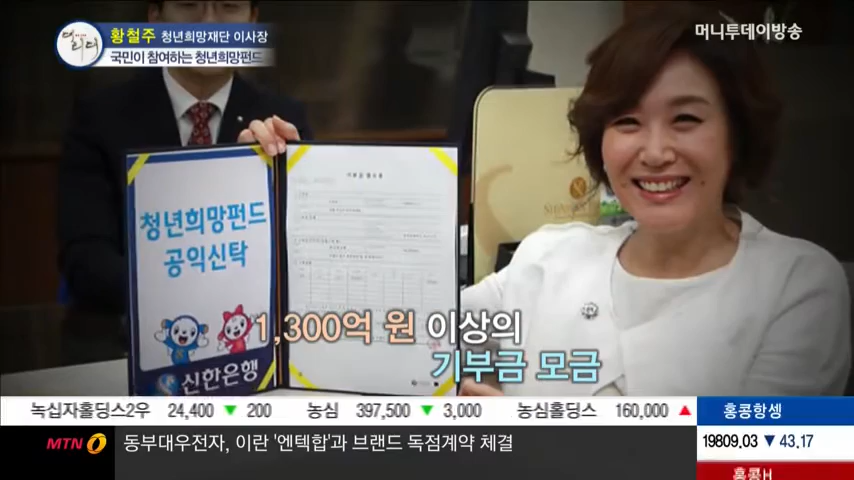 더리더
황철주 청년희망재단 이사장
국민이 참여하는 청년희망펀드
머니투데이방송
청년희망펀드
공익신탁
신한은행
1,300억 원 이상의
기부금 모금
녹십자홀딩스2우 24,400 ▼ 200 농심 397,500 ▼ 3,000 농심홀딩스 160,000 ▲
홍콩항셍
19809.03 ▼ 43.17
홍콩H
MTN
동부대우전자, 이란 '엔텍합'과 브랜드 독점계약 체결